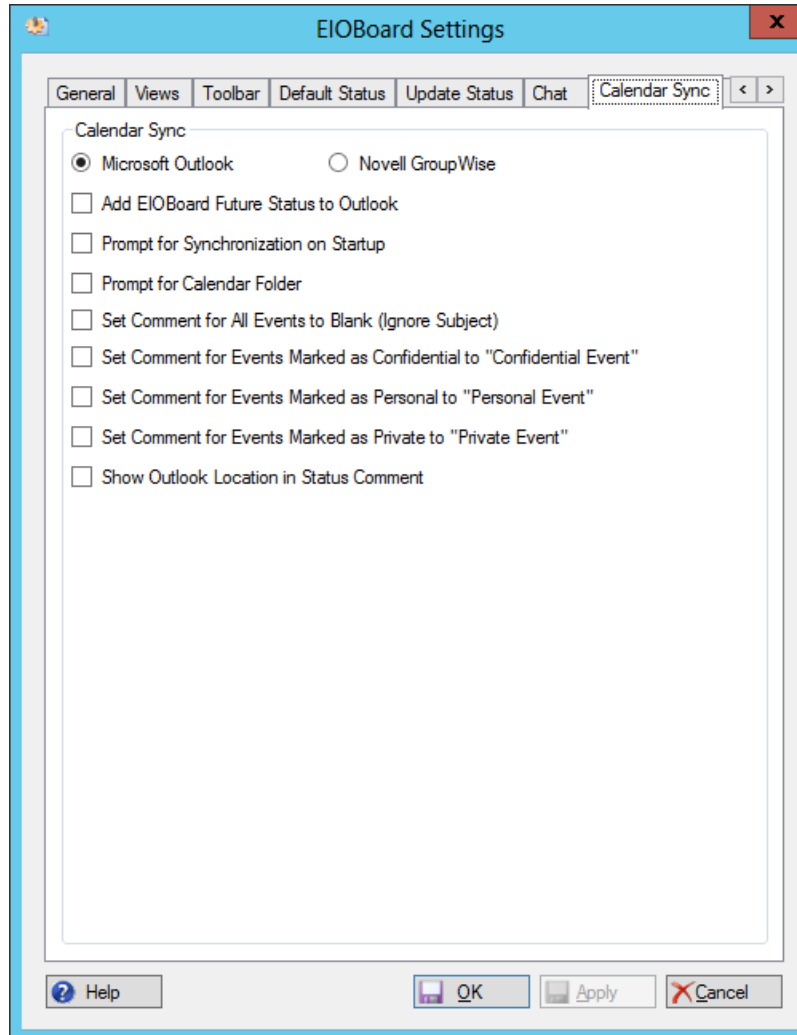 EIOBoard Settings
x
General Views Toolbar Default Status Update Status Chat Calendar Sync < >
Calendar Sync
Microsoft Outlook Novell GroupWise
Add EIOBoard Future Status to Outlook
Prompt for Synchronization on Startup
Prompt for Calendar Folder
Set Comment for All Events to Blank (Ignore Subject)
Set Comment for Events Marked as Confidential to "Confidential Event"
Set Comment for Events Marked as Personal to "Personal Event"
Set Comment for Events Marked as Private to "Private Event"
Show Outlook Location in Status Comment
? Help OK Apply Cancel